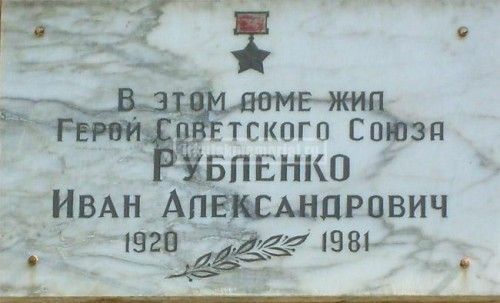 В ЭТОМ ДОМЕ ЖИЛ
ГЕРОЙ СОВЕТСКОГО СОЮЗА
РУБЛЕНКО
ИВАН АЛЕКСАНДРОВИЧ
1920 1981